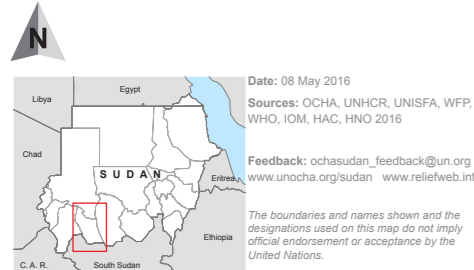 N
Libya
Egypt
Chad
SUDAN
Eritrea
Ethiopia
C. A. R.
South Sudan
Date: 08 May 2016
Sources: OCHA, UNHCR, UNISFA, WFP,
WHO, IOM, HAC, HNO 2016
Feedback: ochasudan_feedback@un.org
www.unocha.org/sudan www.reliefweb.int
The boundaries and names shown and the
designations used on this map do not imply
official endorsement or acceptance by the
United Nations.